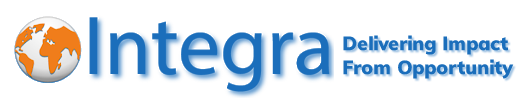 Integra
Delivering Impact
From Opportunity